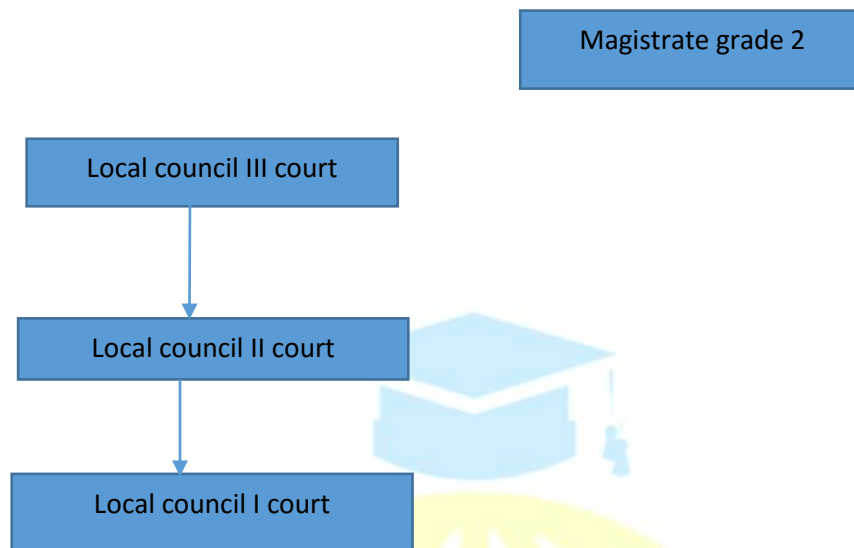 Magistrate grade 2
Local council III court
Local council II court
Local council I court